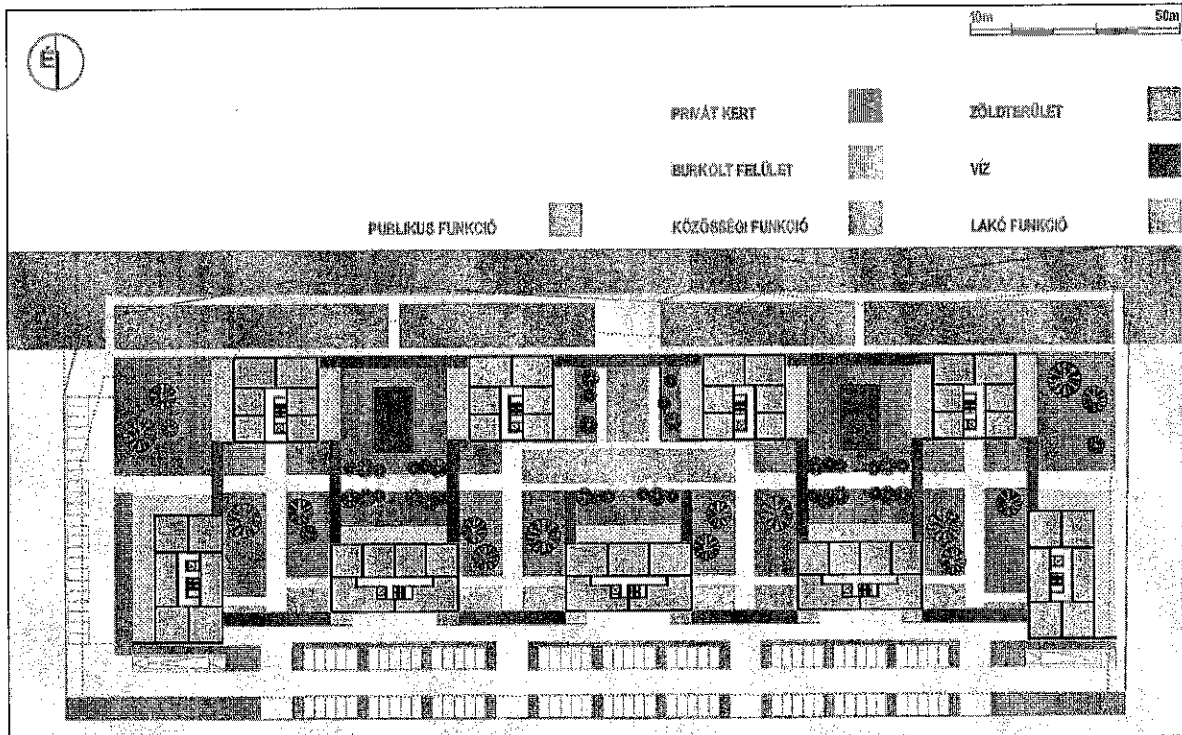 10m 50m
É
PRIVÁT KERT
ZÖLDTERÜLET
BURKOLT FELÜLET
VÍZ
PUBLIKUS FUNKCIÓ
KÖZÖSSÉGI FUNKCIÓ
LAKÓ FUNKCIÓ